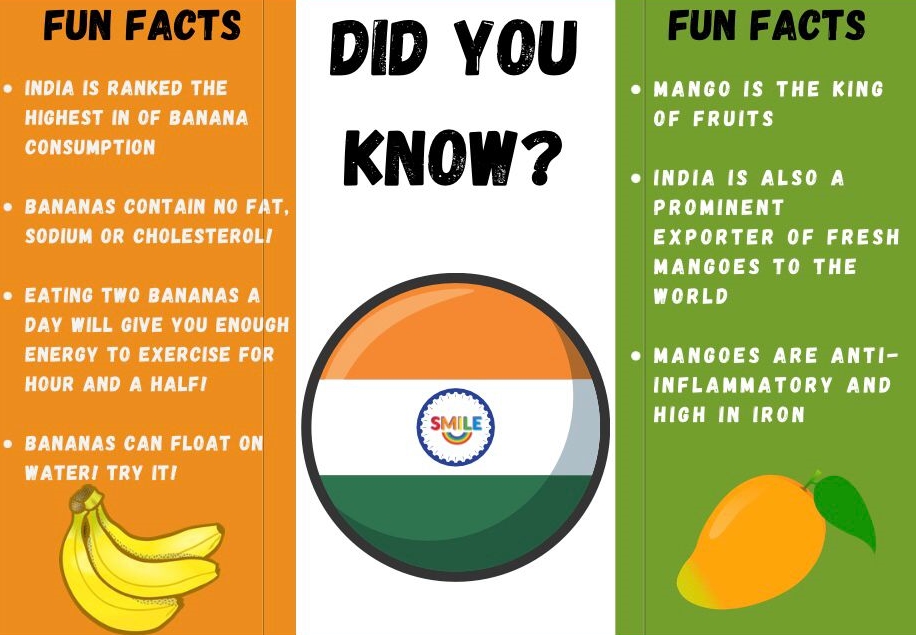 FUN FACTS
• INDIA IS RANKED THE
HIGHEST IN OF BANANA
CONSUMPTION
• BANANAS CONTAIN NO FAT,
SODIUM OR CHOLESTEROL!
• EATING TWO BANANAS A
DAY WILL GIVE YOU ENOUGH
ENERGY TO EXERCISE FOR
HOUR AND A HALF!
• BANANAS CAN FLOAT ON
WATER! TRY IT!
DID YOU
KNOW?
SMILE
FUN FACTS
• MANGO IS THE KING
OF FRUITS
• INDIA IS ALSO A
PROMINENT
EXPORTER OF FRESH
MANGOES TO THE
WORLD
• MANGOES ARE ANTI-
INFLAMMATORY AND
HIGH IN IRON